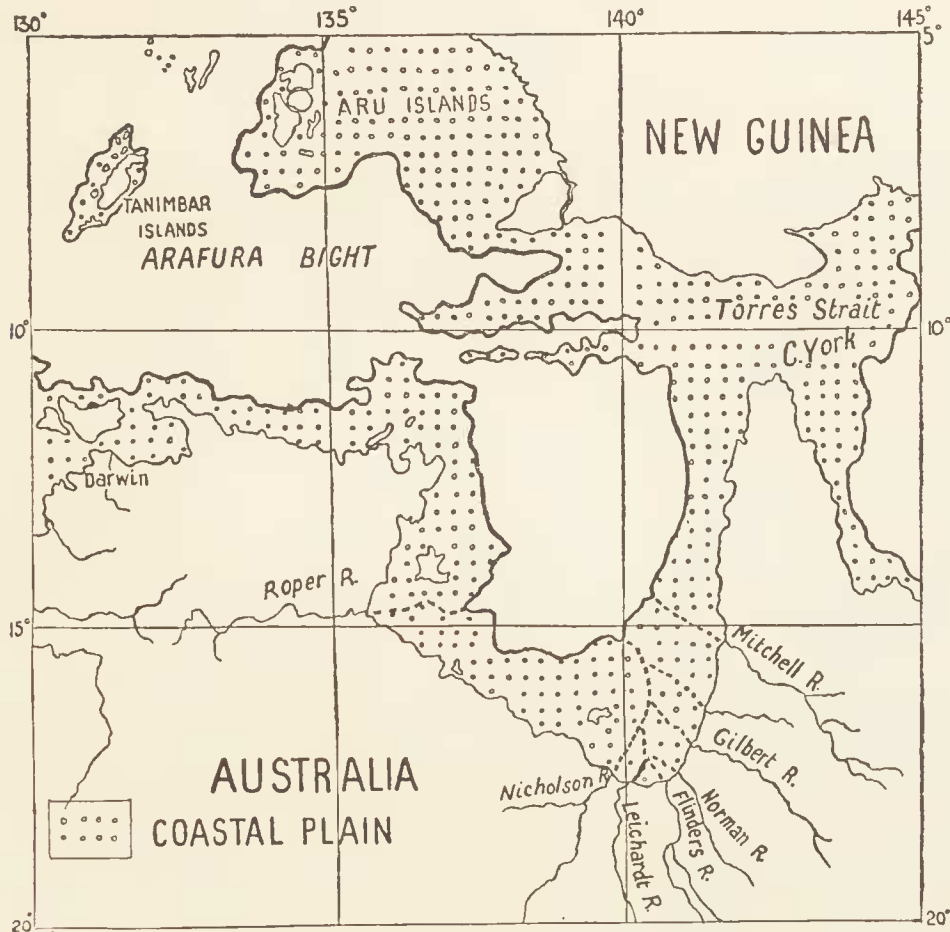 130°
135°
140°
145°
5°
5°
ARU ISLANDS
NEW GUINEA
TANIMBAR
ISLANDS
ARAFURA BIGHT
Torres Strait
10°
10°
C.York
Darwin
Roper R.
15°
15°
Mitchell R.
Gilbert R.
AUSTRALIA
Nicholson R.
Leichardt R.
Flinders R.
Norman R.
COASTAL PLAIN
20°
20°